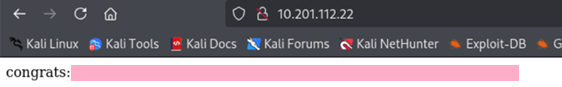 10.201.112.22
Kali Linux Kali Tools Kali Docs Kali Forums Kali NetHunter Exploit-DB G
congrats: